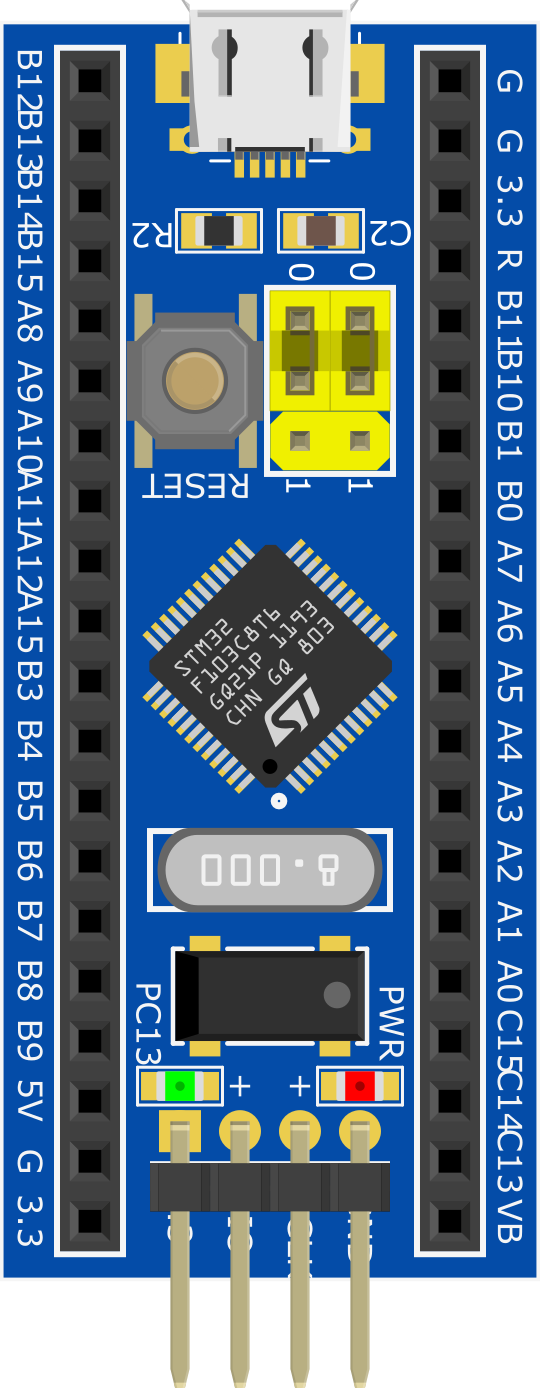 B12
B13
B14
B15
A8
A9
A10
A11
A12
A15
B3
B4
B5
B6
B7
B8
B9
5V
G
3.3
G
G
3.3
R
B11
B10
B1
B0
A7
A6
A5
A4
A3
A2
A1
A0
C15
C14
C13
VB
R2
C2
0 0
RESET
1 1
STM32
F103C8T6
GQ21P 1193
CHN GQ 803
ST
8.000
PC13
PWR
+ +